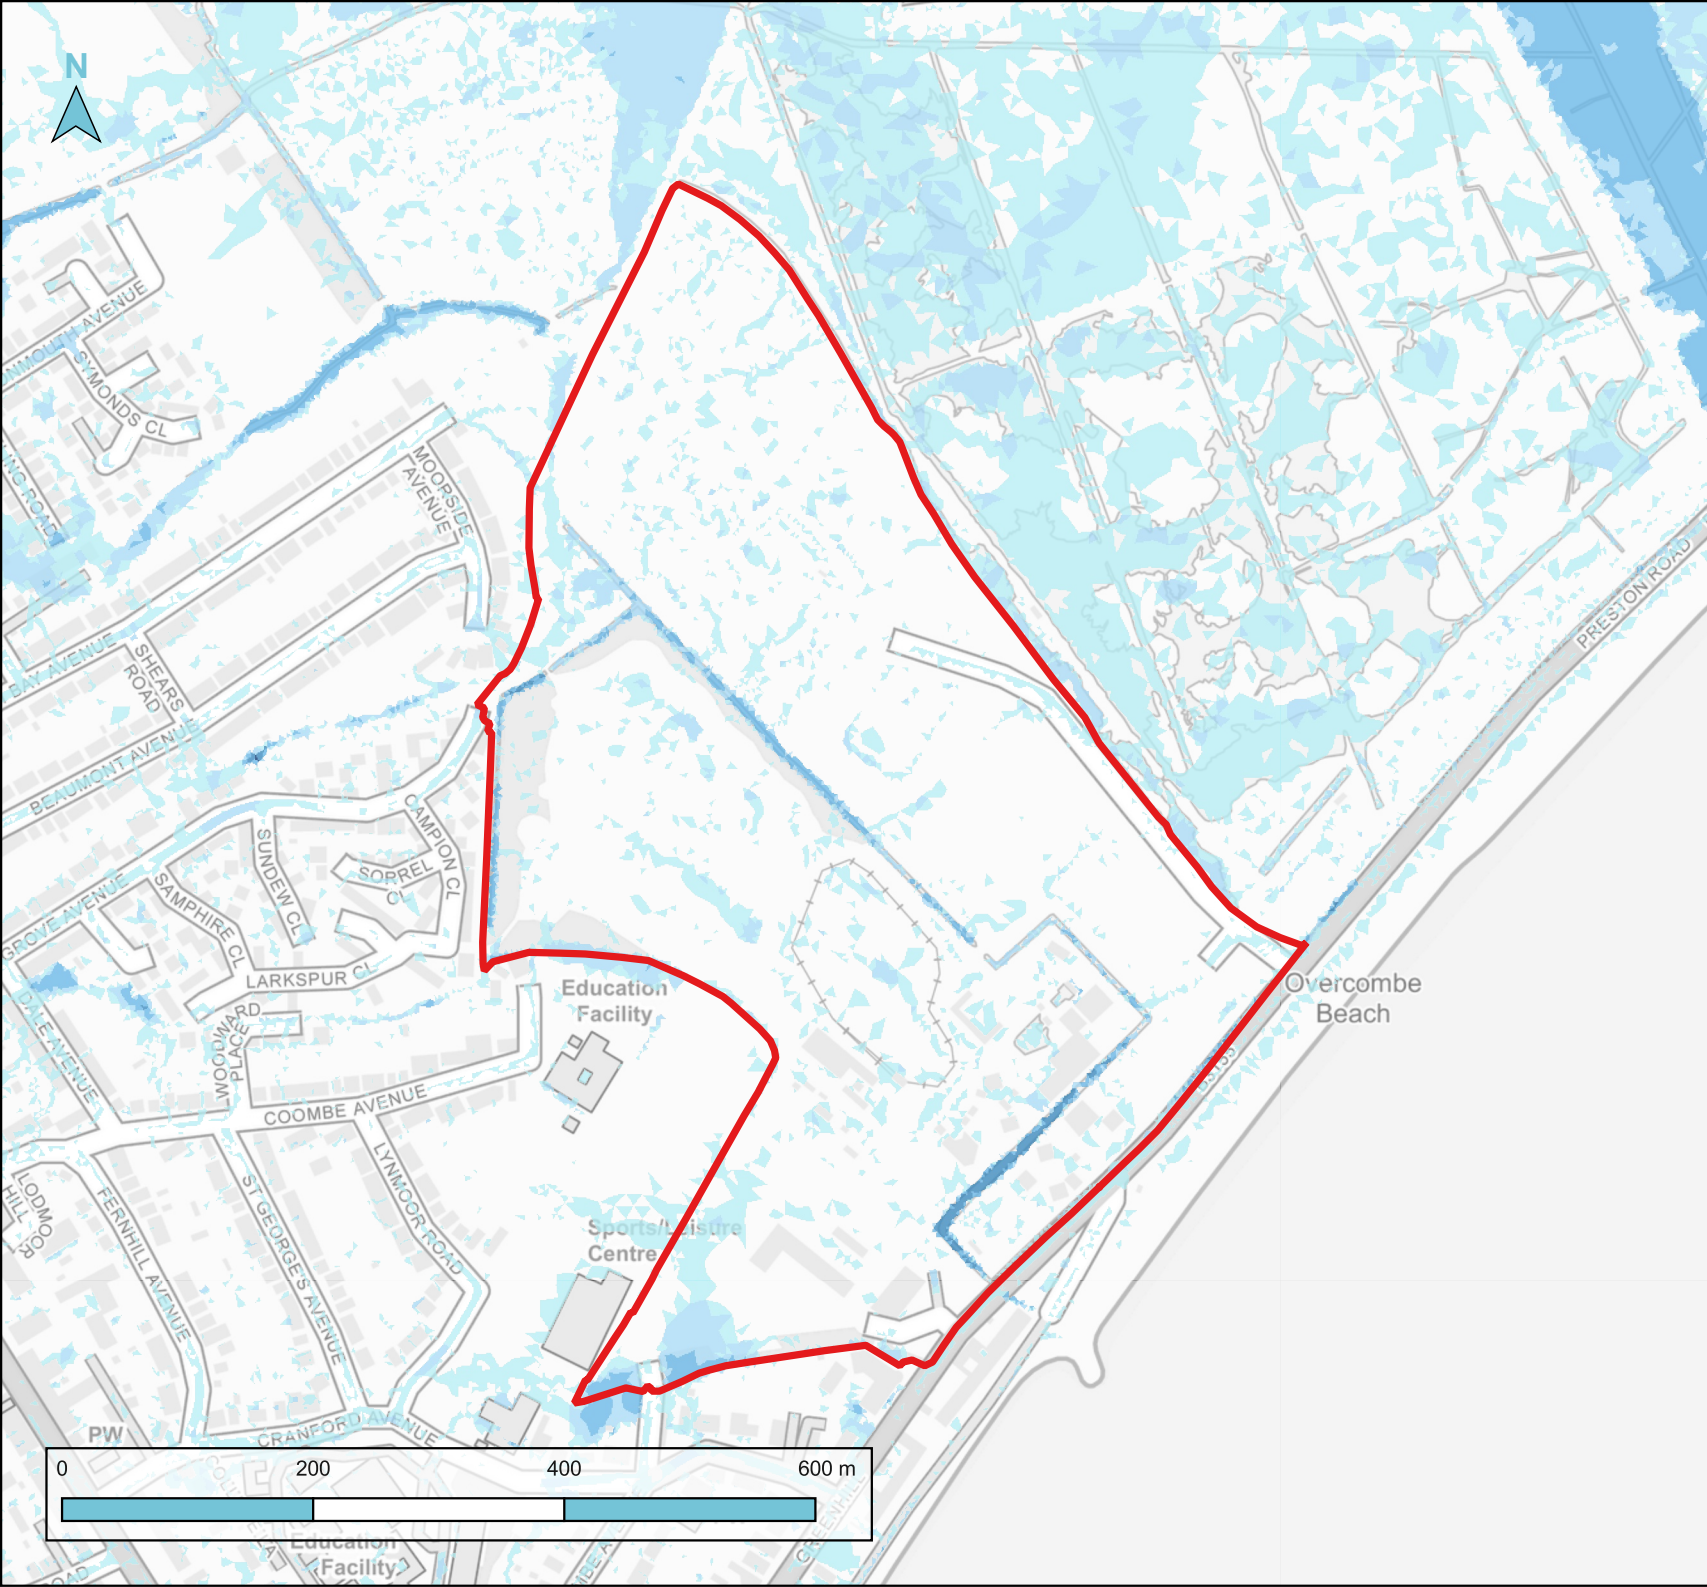 N
MOORSIDE
AVENUE
SYMONDS CL
BAY AVENUE
SHEARS
ROAD
PRESTON ROAD
BEAUMONT AVENUE
CAMPION CL
SUNDEW CL
SORREL
CL
SAMPHIRE CL
GROVE AVENUE
LARKSPUR CL
Education
Facility
Overcombe
Beach
DALE AVENUE
WOODWARD
PLACE
COOMBE AVENUE
LYNMOOR ROAD
LODMOOR
HILL
FERNHILL AVENUE
ST GEORGE'S AVENUE
Sports/Leisure
Centre
PW
CRANFORD AVENUE
0 200 400 600 m
Education
Facility